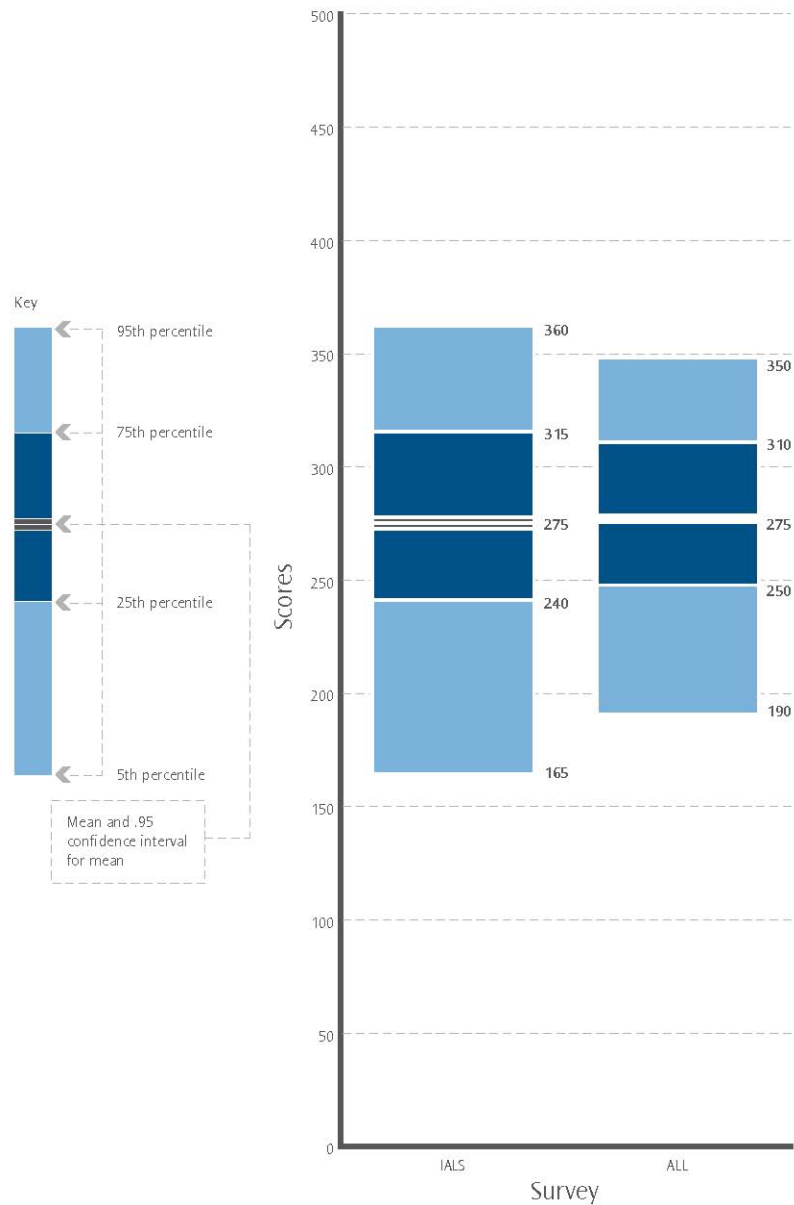 Key
95th percentile
75th percentile
25th percentile
5th percentile
Mean and .95
confidence interval
for mean
Scores
500
450
400
350
300
250
200
150
100
50
0
360
315
275
240
165
350
310
275
250
190
IALS
ALL
Survey